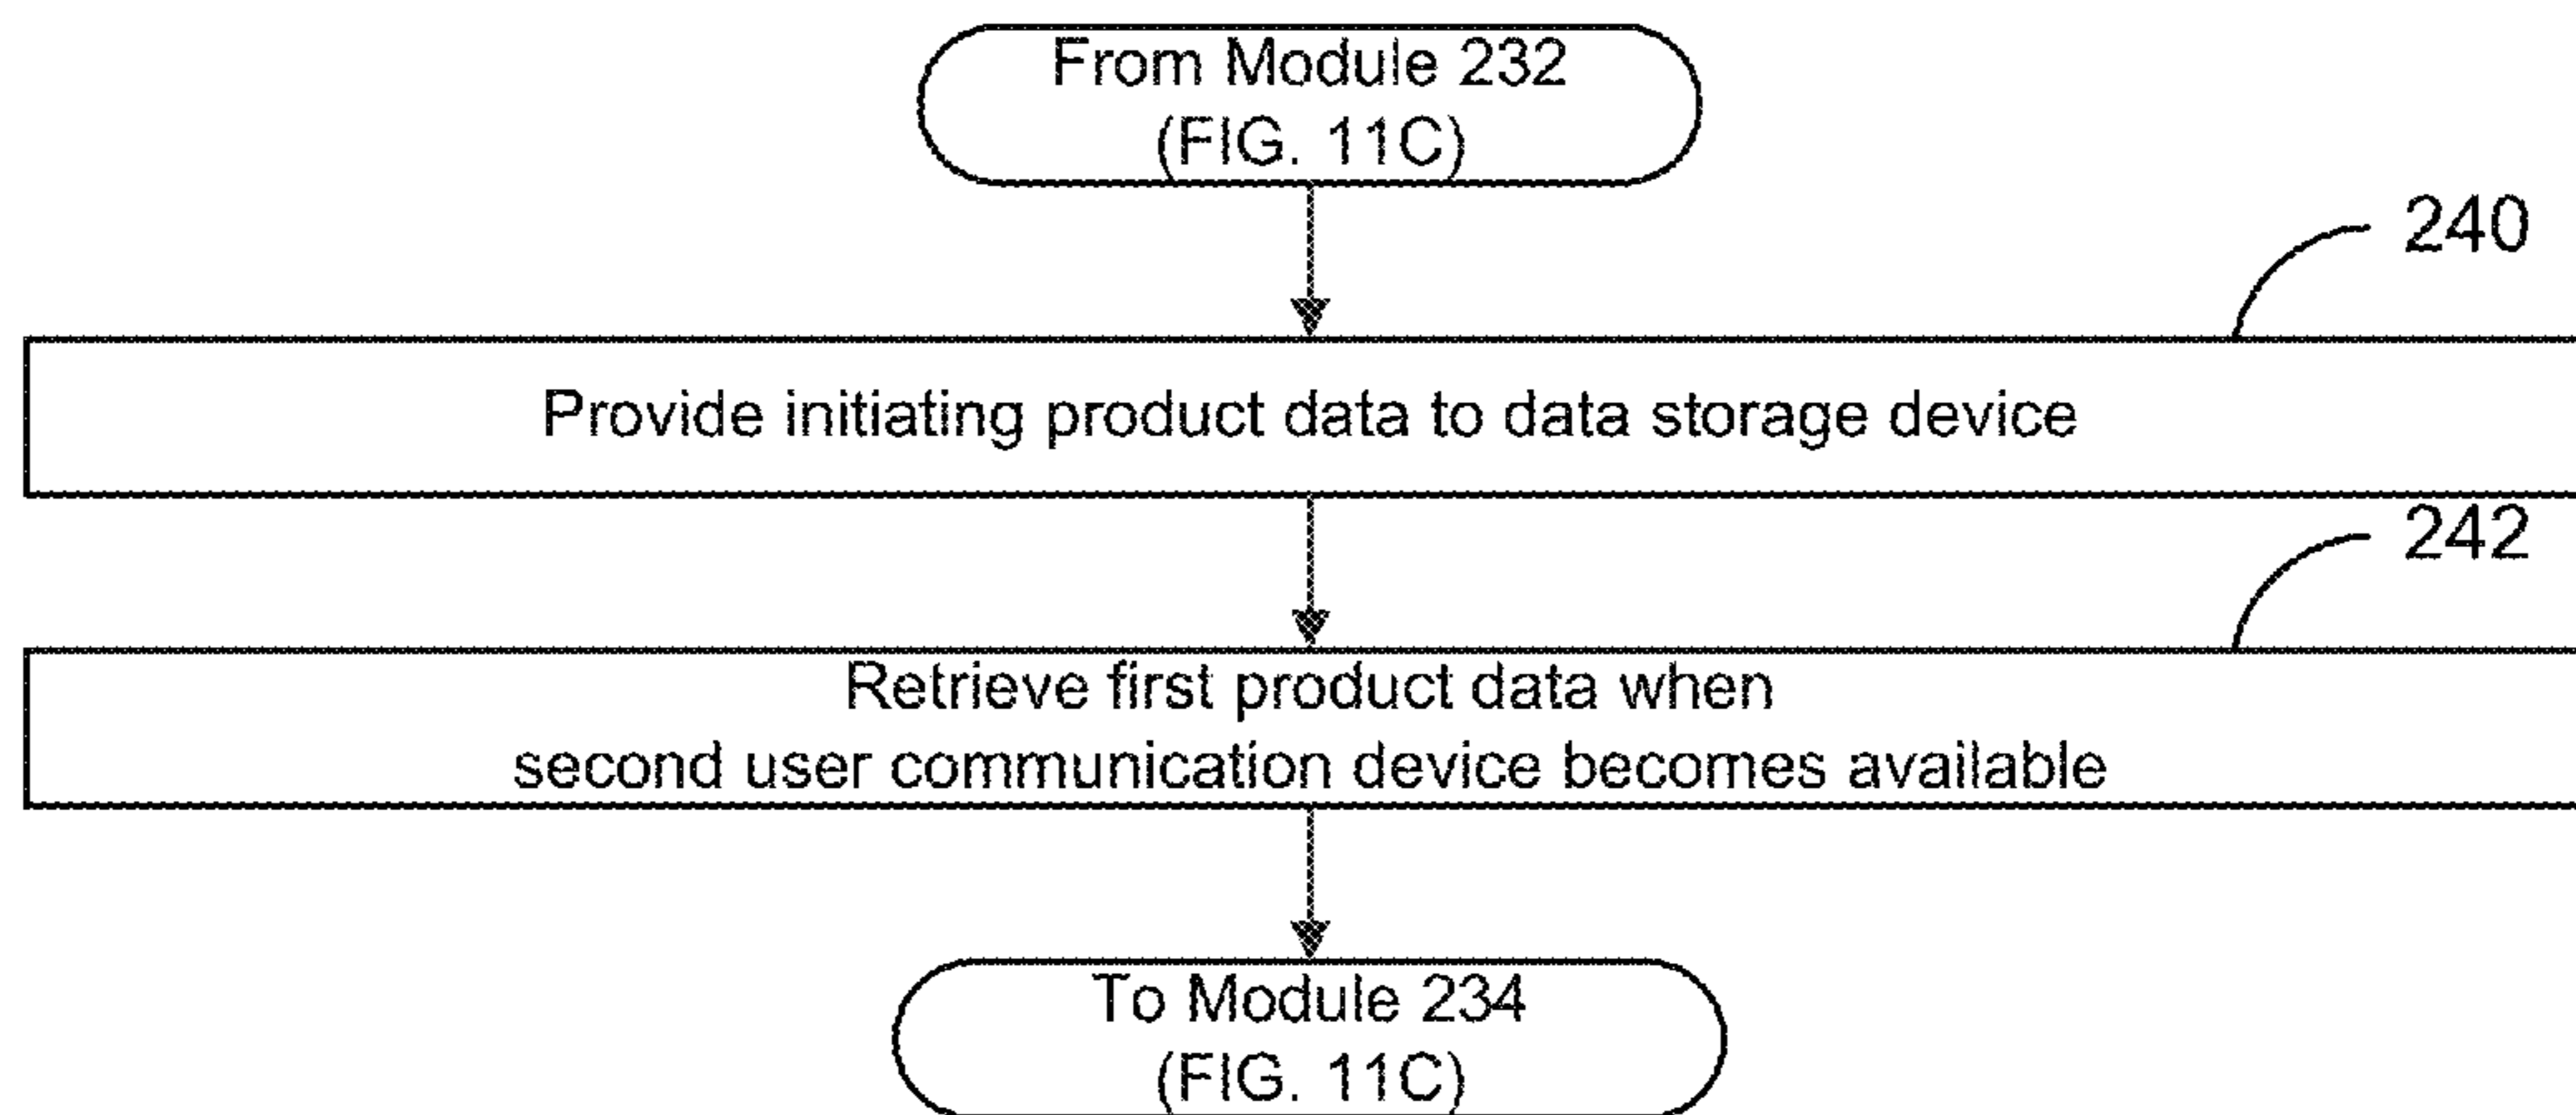 From Module 232
(FIG. 11C)
240
Provide initiating product data to data storage device
242
Retrieve first product data when
second user communication device becomes available
To Module 234
(FIG. 11C)